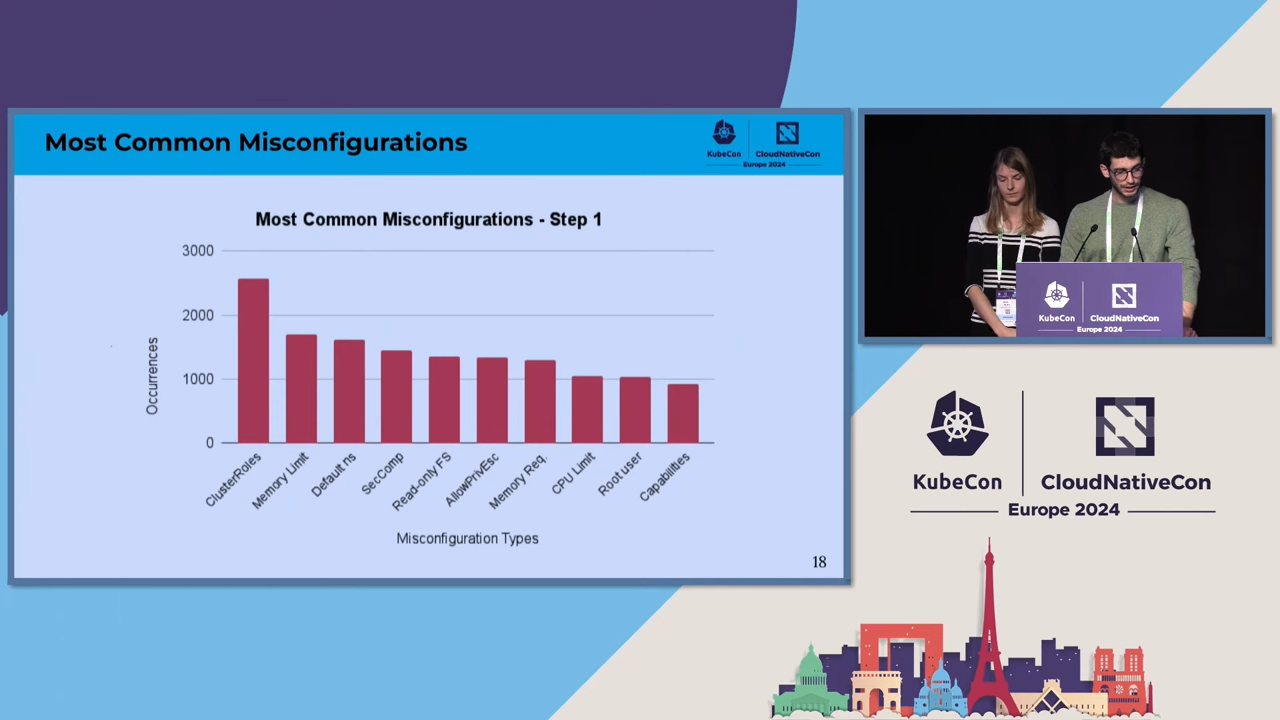 Most Common Misconfigurations
KubeCon
CloudNativeCon
Europe 2024
Most Common Misconfigurations - Step 1
3000
2000
1000
0
Occurrences
ClusterRoles
Memory Limit
Default ns
SecComp
Read-only FS
AllowPrivEsc
Memory Req.
CPU Limit
Root user
Capabilities
Misconfiguration Types
18
KubeCon
CloudNativeCon
Europe 2024
KubeCon
CloudNativeCon
Europe 2024